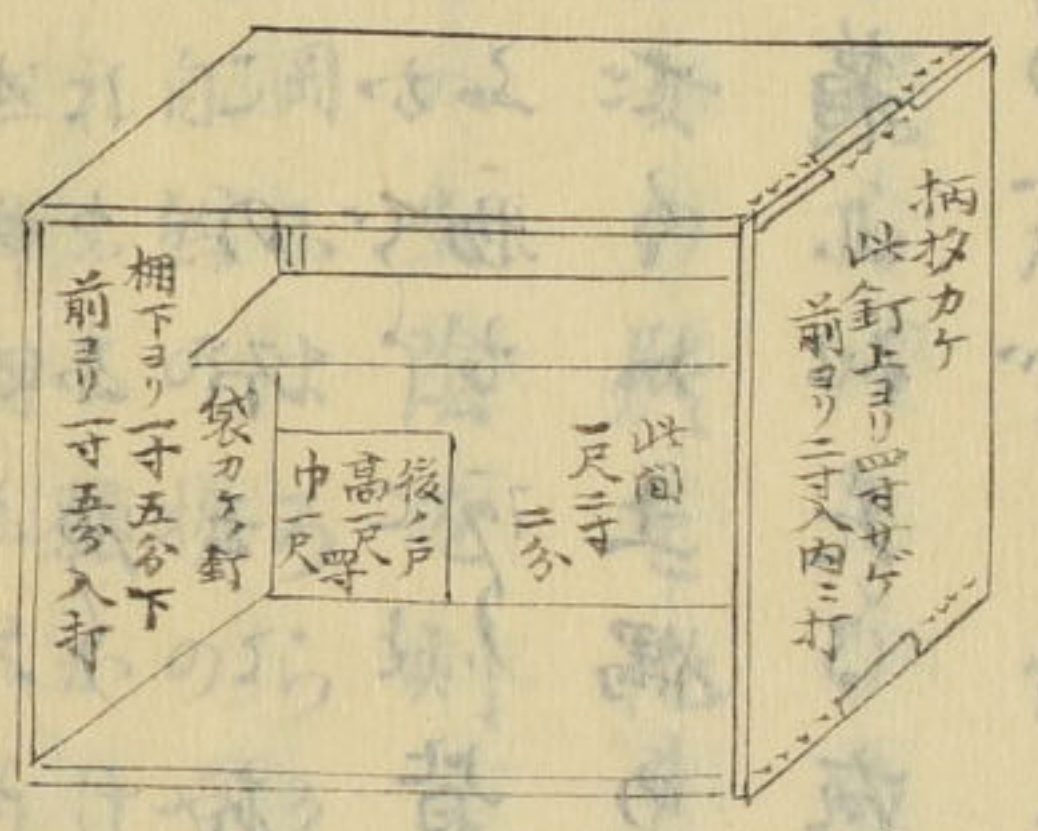 柄杓カケ
此釘上ヨリ四寸サゲ
前ヨリ二寸入内ニ打
此間
一尺二寸
二分
後ノ戸
高一尺四寸
巾一尺
袋カケノ釘
棚下ヨリ一寸五分下
前ヨリ一寸五分入打